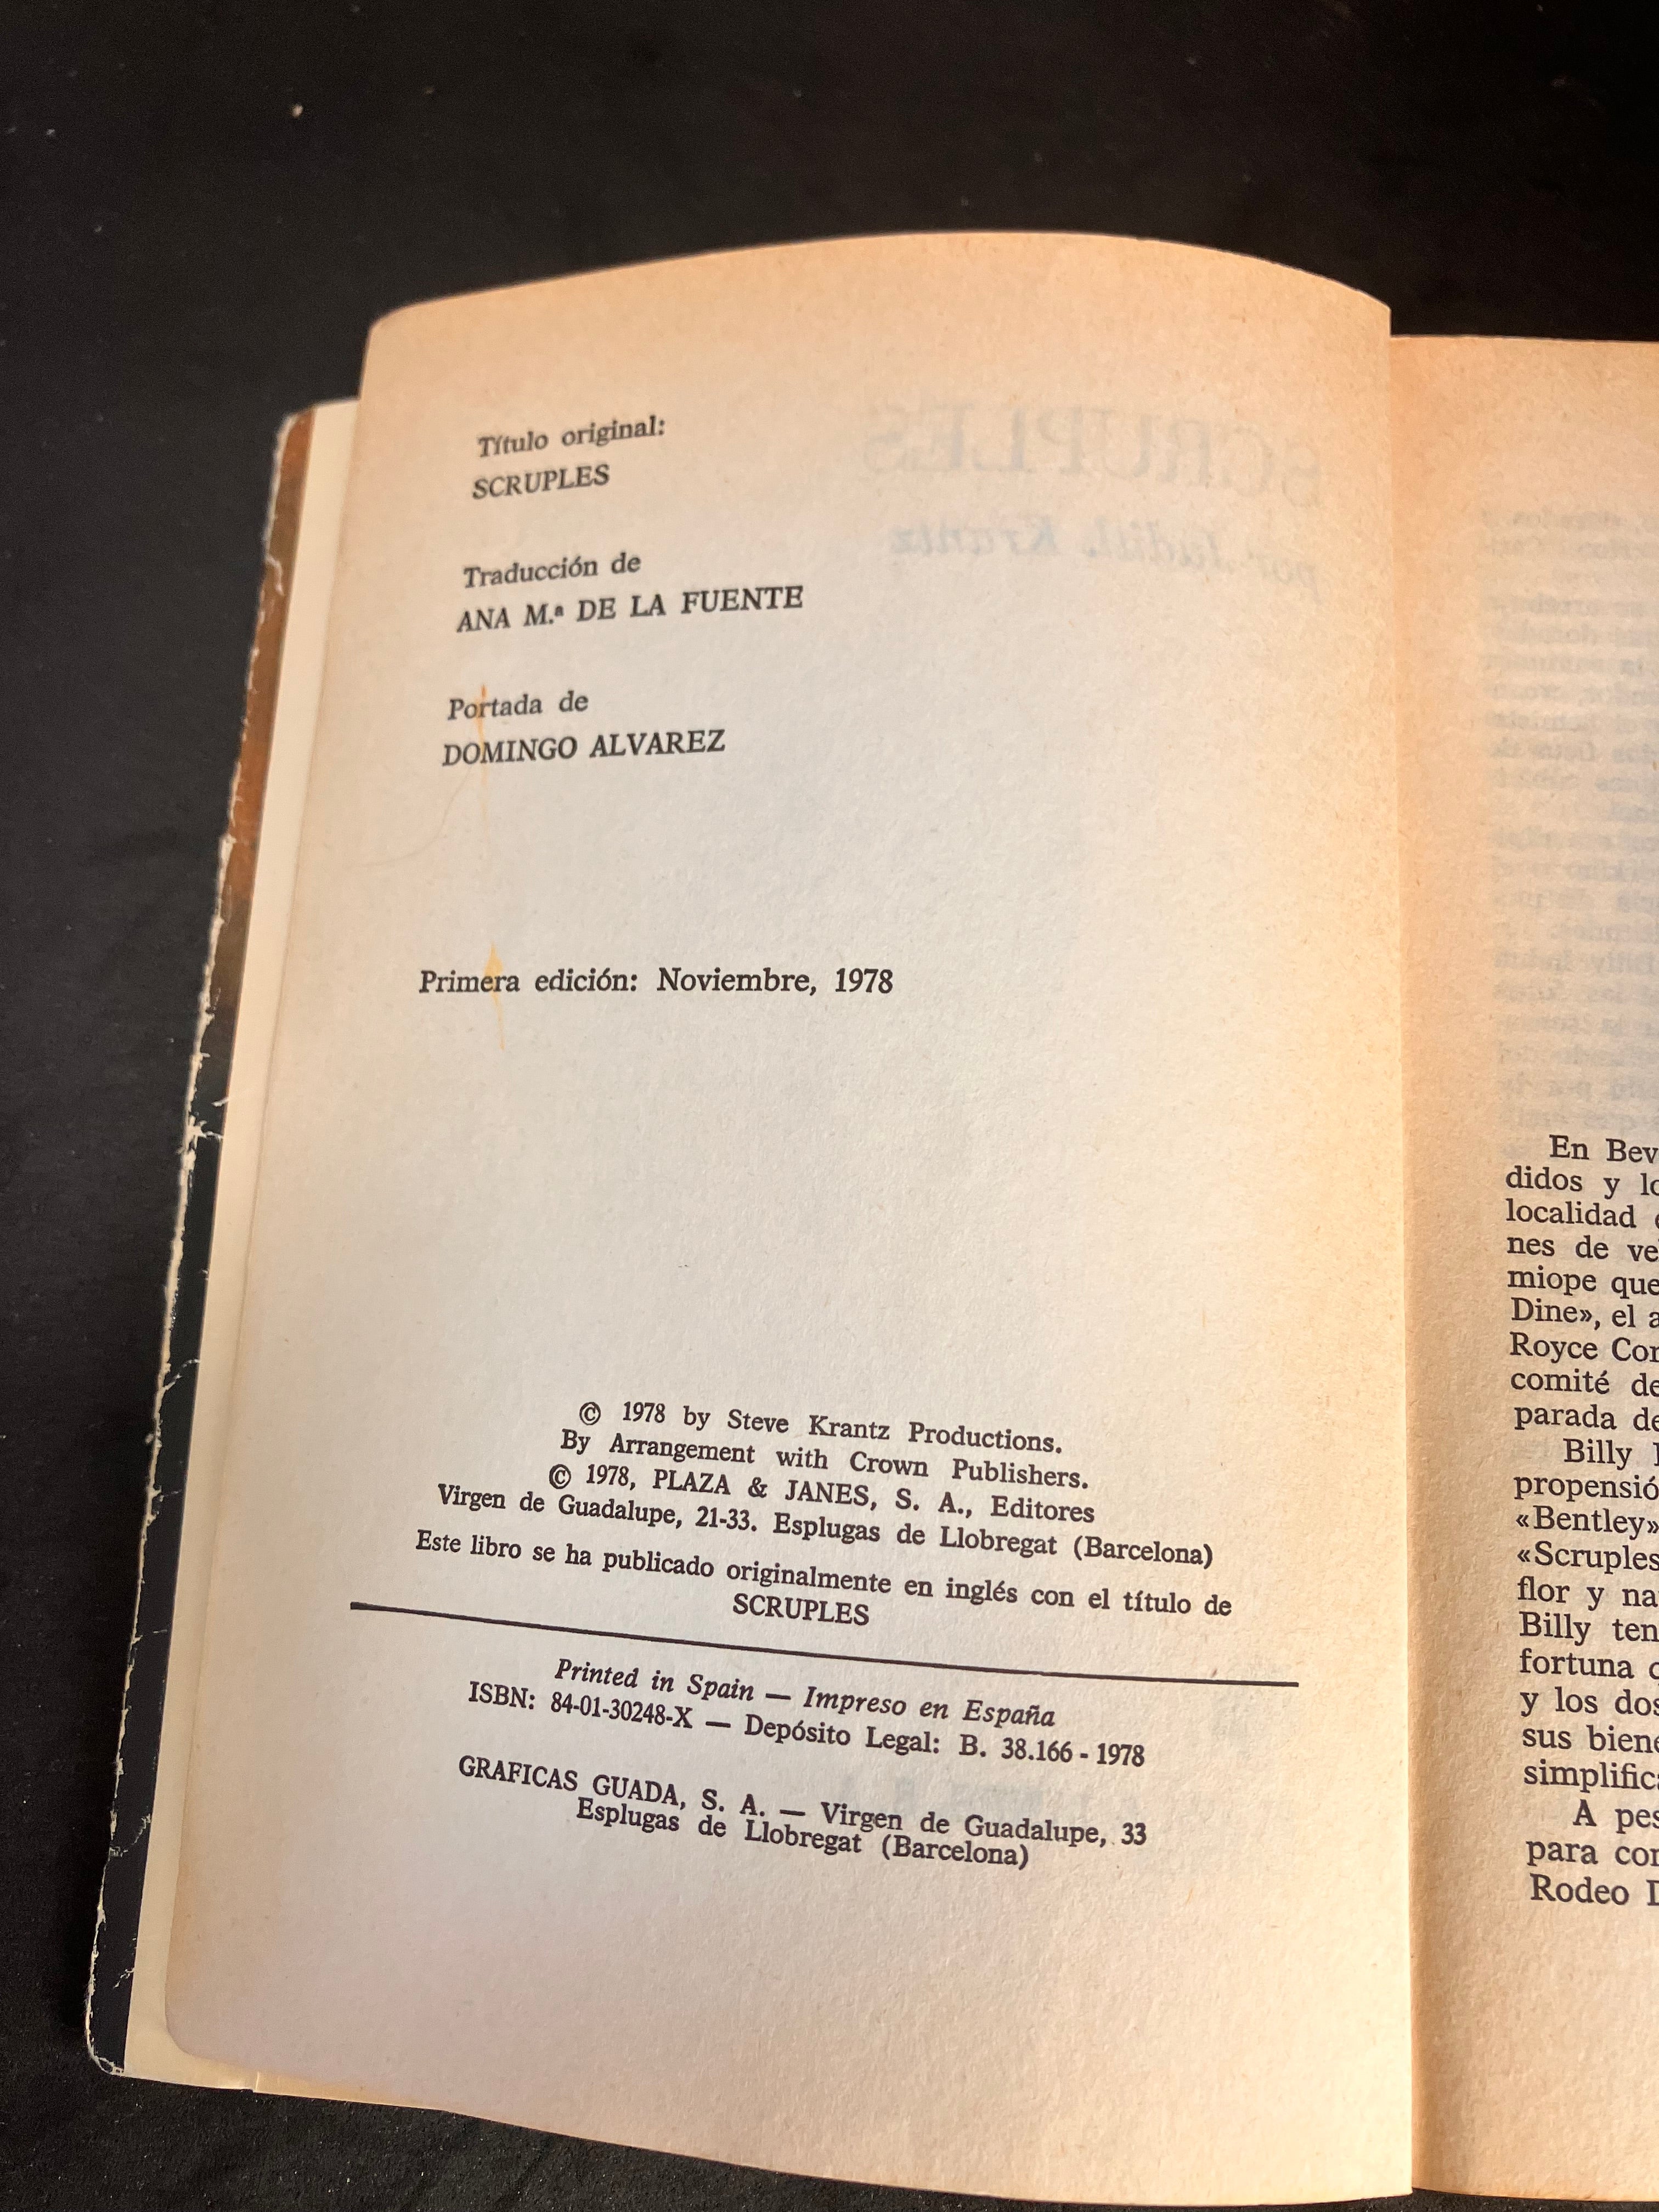 Título original:
SCRUPLES
Traducción de
ANA M.ª DE LA FUENTE
Portada de
DOMINGO ALVAREZ
Primera edición: Noviembre, 1978
© 1978 by Steve Krantz Productions.
By Arrangement with Crown Publishers.
© 1978, PLAZA & JANES, S. A., Editores
Virgen de Guadalupe, 21-33. Esplugas de Llobregat (Barcelona)
Este libro se ha publicado originalmente en inglés con el título de
SCRUPLES
Printed in Spain — Impreso en España
ISBN: 84-01-30248-X — Depósito Legal: B. 38.166 - 1978
GRAFICAS GUADA, S. A. — Virgen de Guadalupe, 33
Esplugas de Llobregat (Barcelona)
En Bev
didos y lo
localidad
nes de ve
miope que
Dine», el a
Royce Cor
comité de
parada de
Billy
propensió
«Bentley»
«Scruples
flor y na
Billy ten
fortuna
y los dos
sus biene
simplifica
A pes
para con
Rodeo D